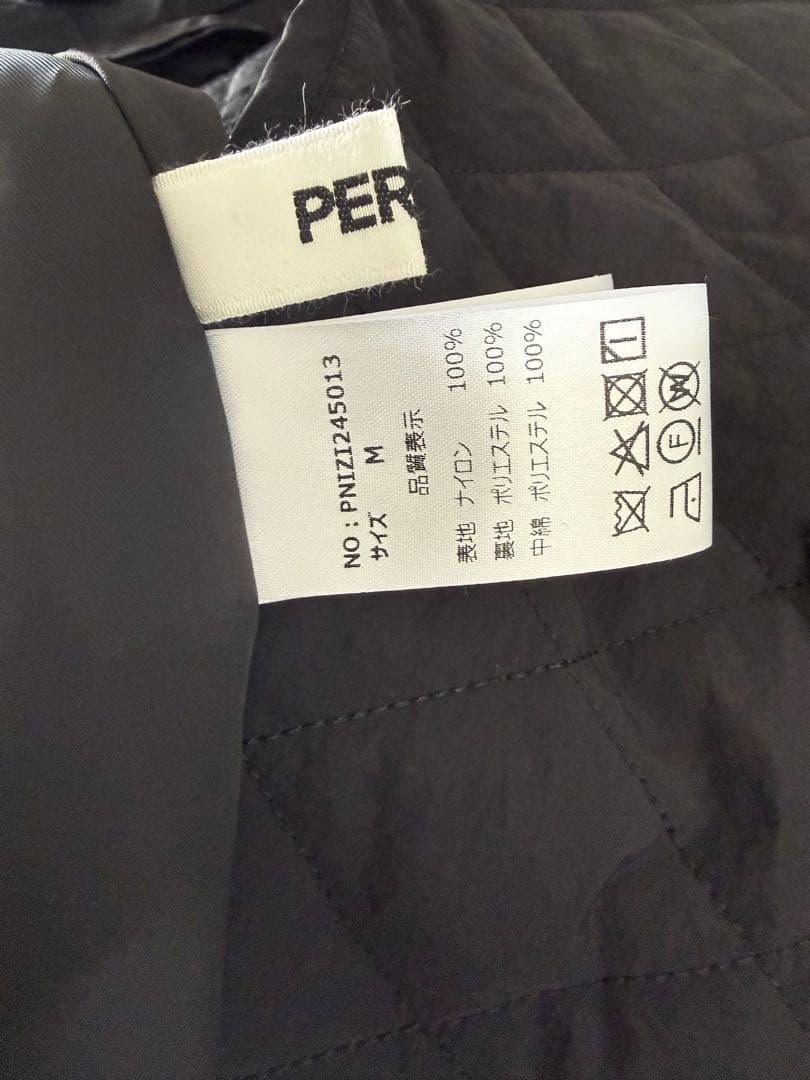 PER
NO : PNIZI245013
サイズ M
品質表示
表地 ナイロン 100%
裏地 ポリエステル 100%
中綿 ポリエステル 100%
F
W